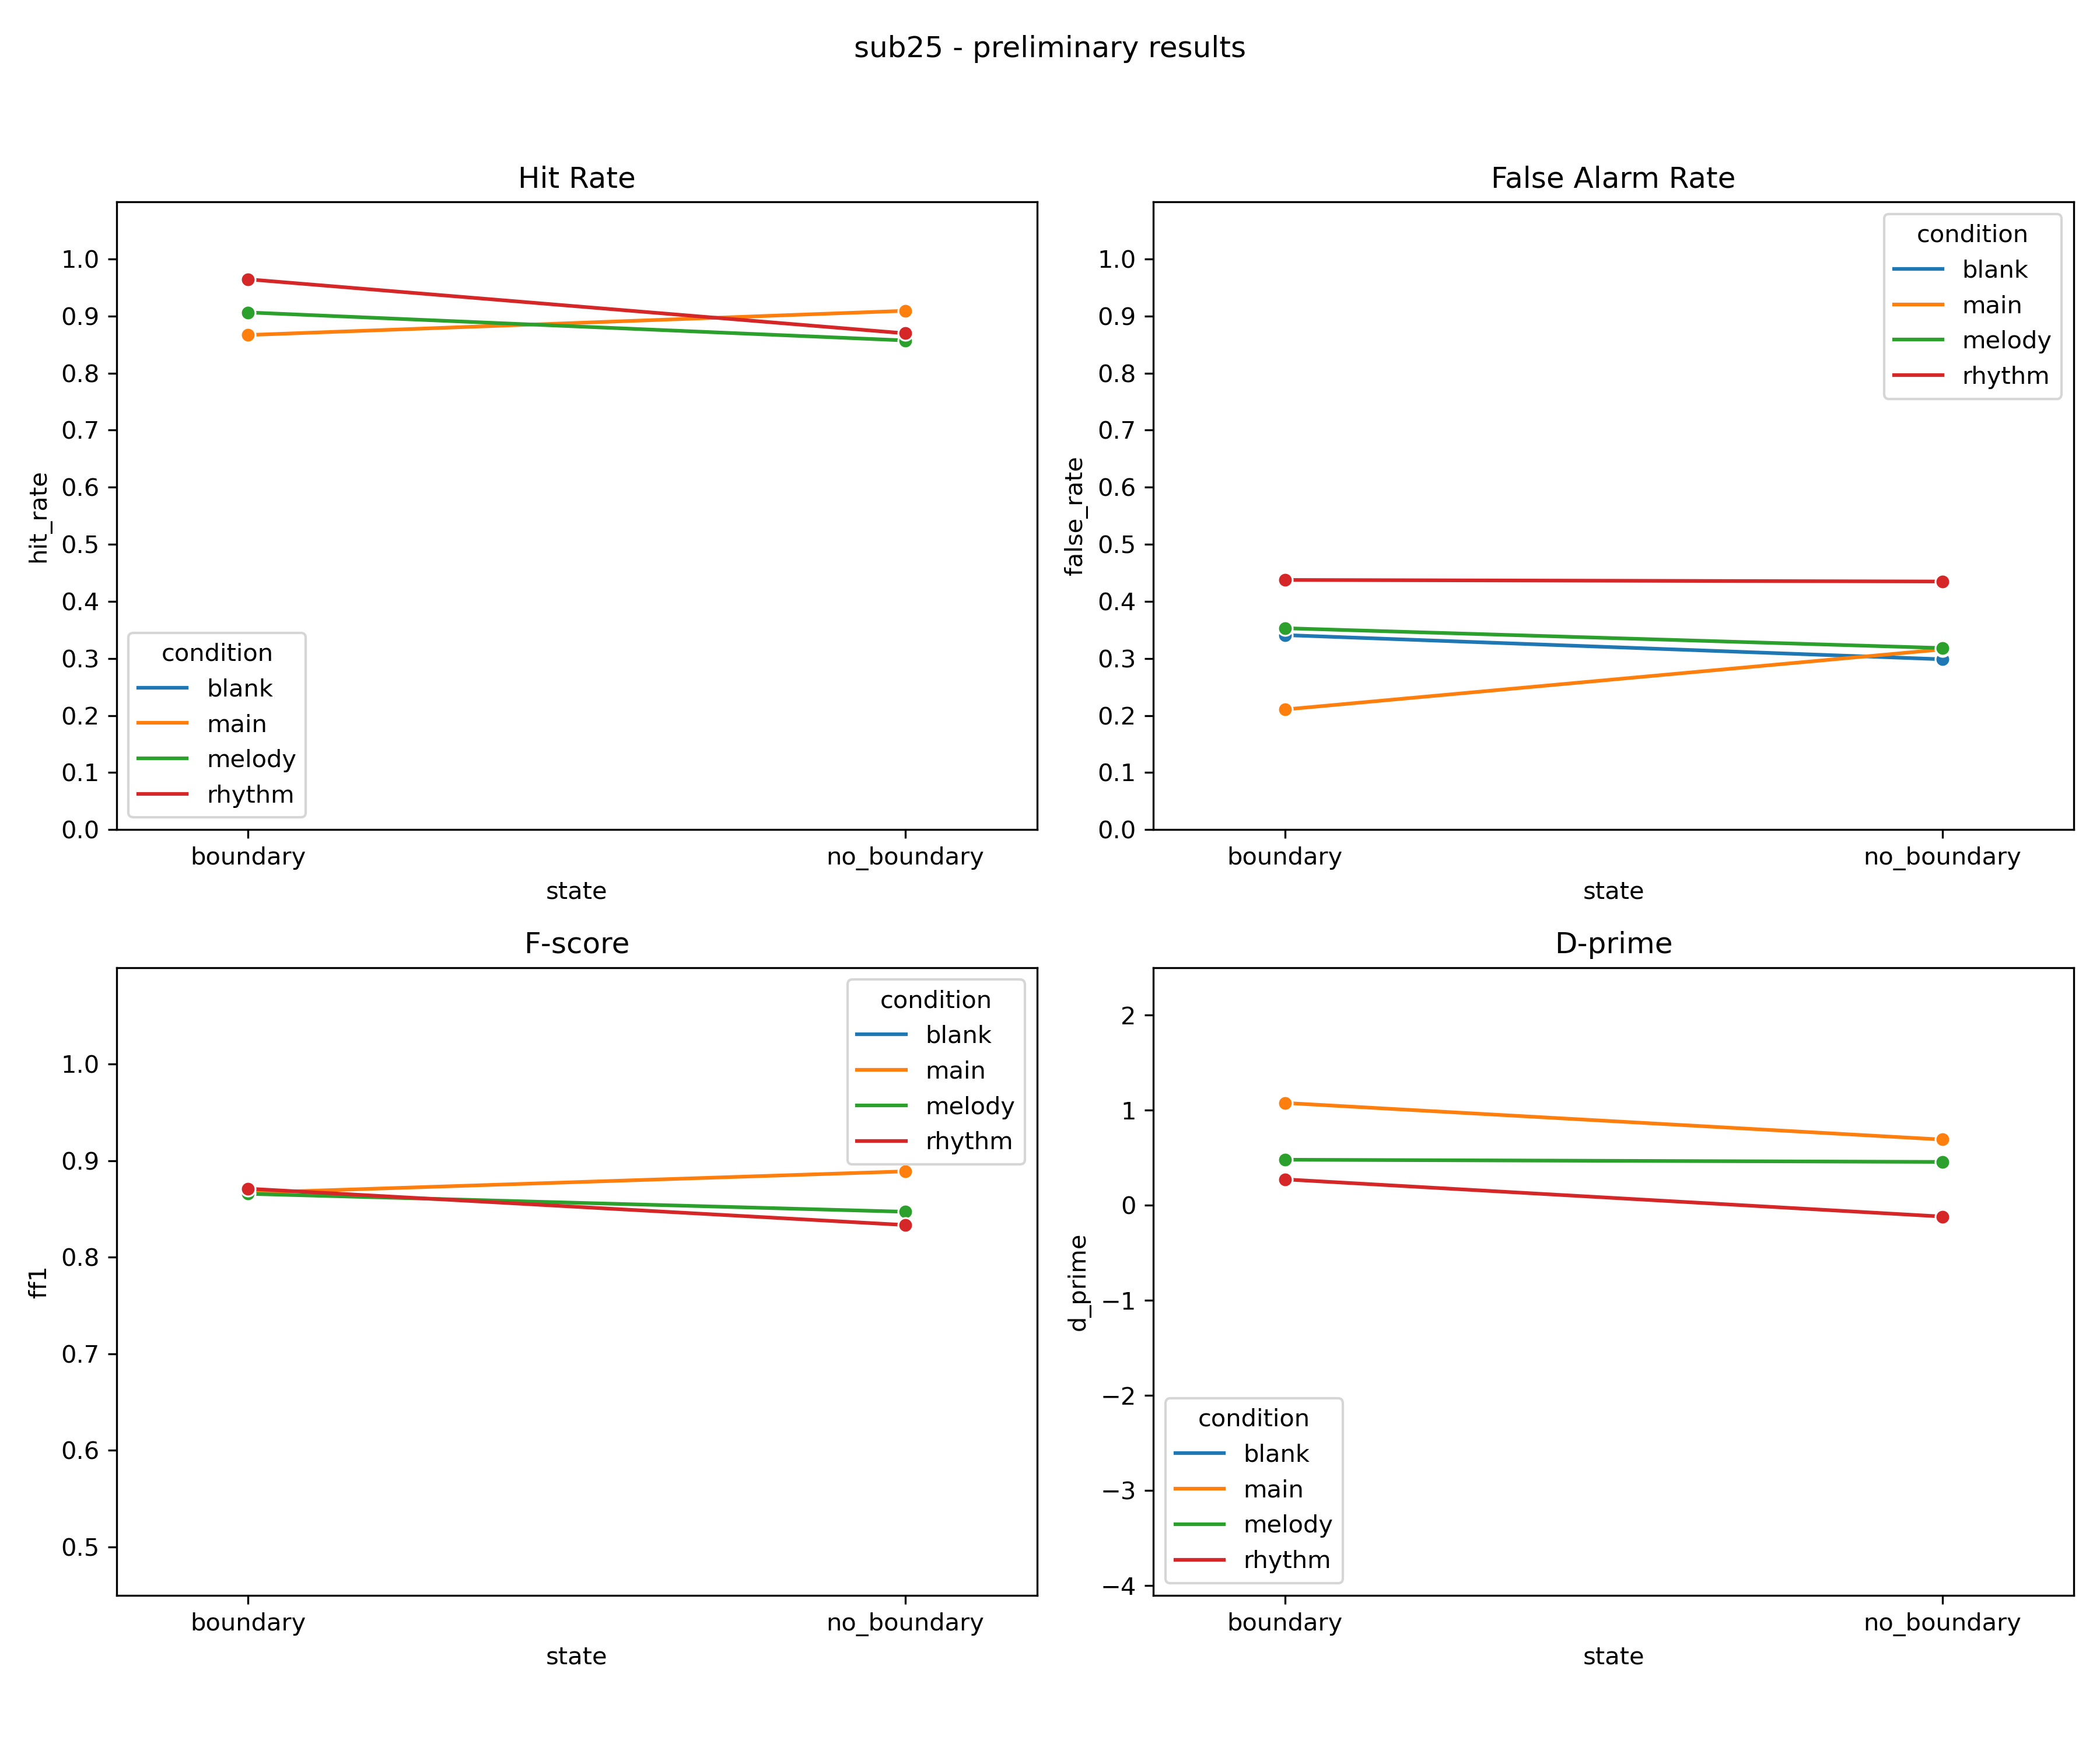 sub25 - preliminary results
Hit Rate
hit_rate
1.0
0.9
0.8
0.7
0.6
0.5
0.4
0.3
0.2
0.1
0.0
condition
blank
main
melody
rhythm
boundary
no_boundary
state
False Alarm Rate
false_rate
1.0
0.9
0.8
0.7
0.6
0.5
0.4
0.3
0.2
0.1
0.0
condition
blank
main
melody
rhythm
boundary
no_boundary
state
F-score
ff1
1.0
0.9
0.8
0.7
0.6
0.5
condition
blank
main
melody
rhythm
boundary
no_boundary
state
D-prime
d_prime
2
1
0
−1
−2
−3
−4
condition
blank
main
melody
rhythm
boundary
no_boundary
state